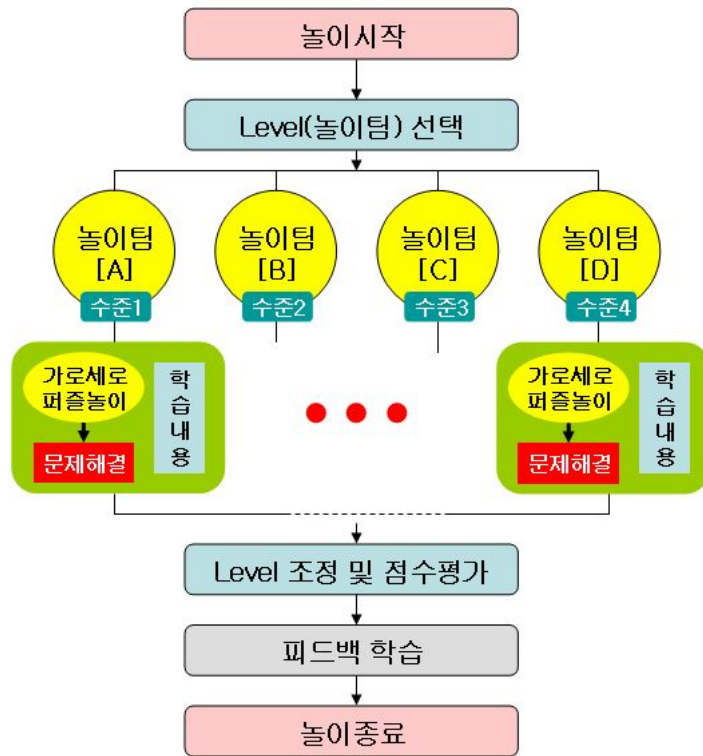 놀이시작
Level(놀이팀) 선택
놀이팀
[A]
수준1
놀이팀
[B]
수준2
놀이팀
[C]
수준3
놀이팀
[D]
수준4
가로세로
퍼즐놀이
문제해결
학
습
내
용
가로세로
퍼즐놀이
문제해결
학
습
내
용
Level 조정 및 점수평가
피드백 학습
놀이종료